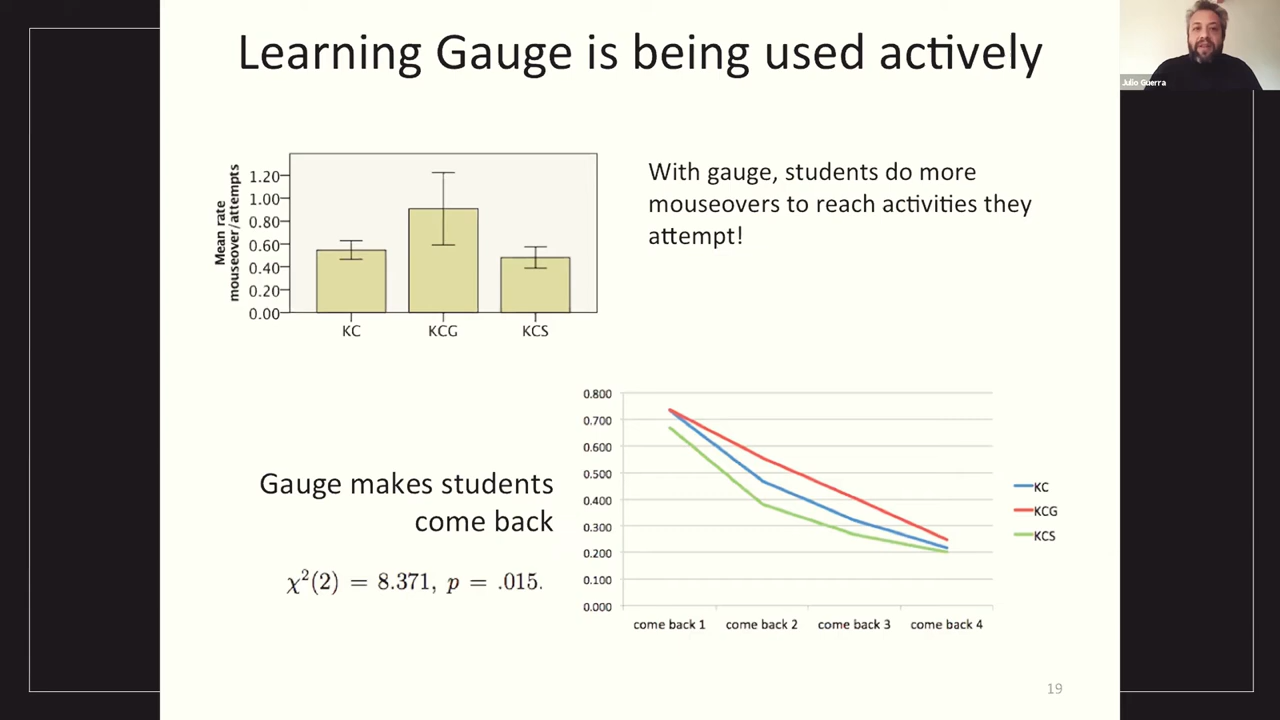 Learning Gauge is being used actively
Julio Guerra
Mean rate
mouseover/attempts
1.20
1.00
0.80
0.60
0.40
0.20
0.00
KC
KCG
KCS
With gauge, students do more
mouseovers to reach activities they
attempt!
Gauge makes students
come back
χ²(2) = 8.371, p = .015.
0.800
0.700
0.600
0.500
0.400
0.300
0.200
0.100
0.000
come back 1
come back 2
come back 3
come back 4
KC
KCG
KCS
19